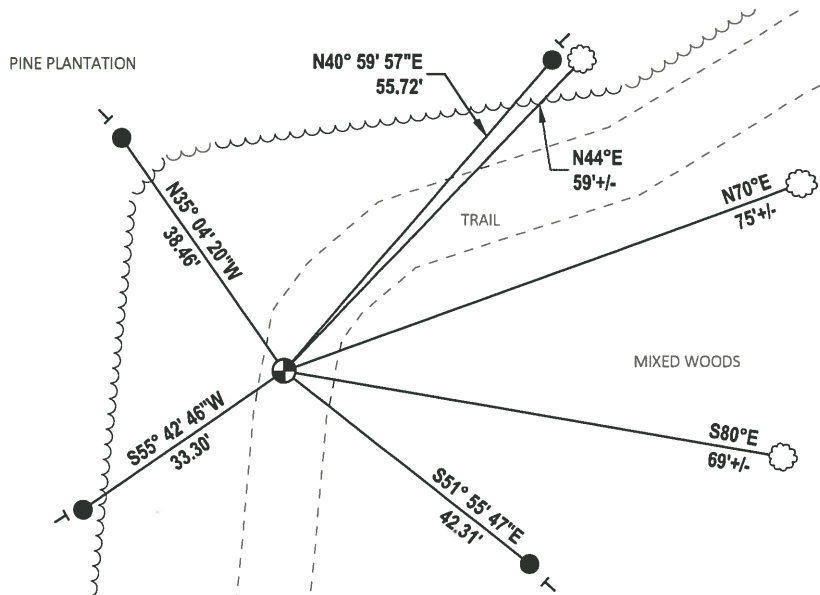 PINE PLANTATION
N40° 59' 57"E
55.72'
N44°E
59'+/-
N35° 04' 20"W
38.46'
N70°E
75'+/-
TRAIL
MIXED WOODS
S55° 42' 46"W
33.30'
S80°E
69'+/-
S51° 55' 47"E
42.31'